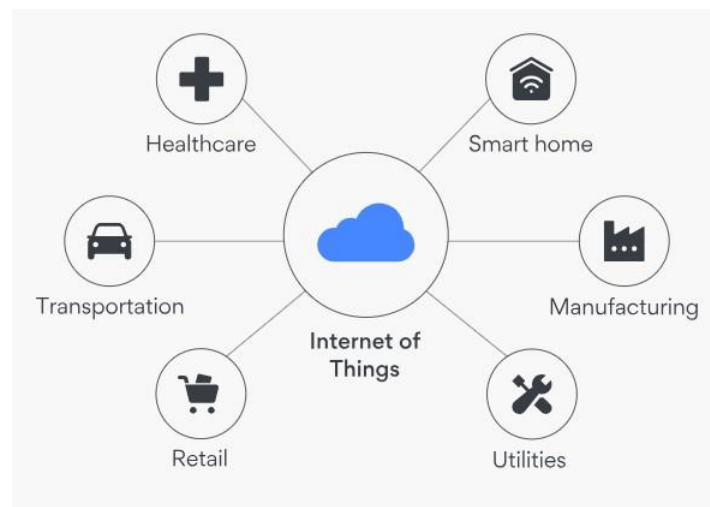 Healthcare
Smart home
Transportation
Manufacturing
Internet of
Things
Retail
Utilities